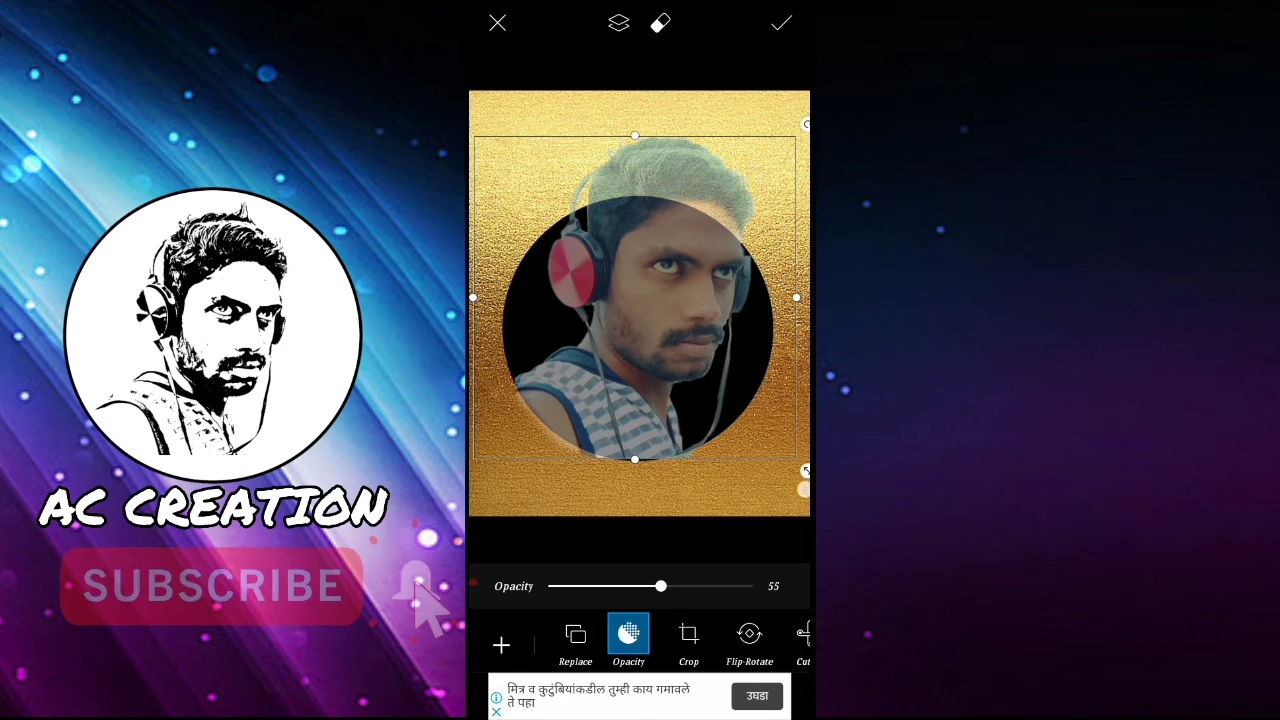 AC CREATION
SUBSCRIBE
Opacity 55
Replace Opacity Crop Flip-Rotate Cut
मित्र व कुटुंबियांकडील तुम्ही काय गमावले
ते पहा
उघडा